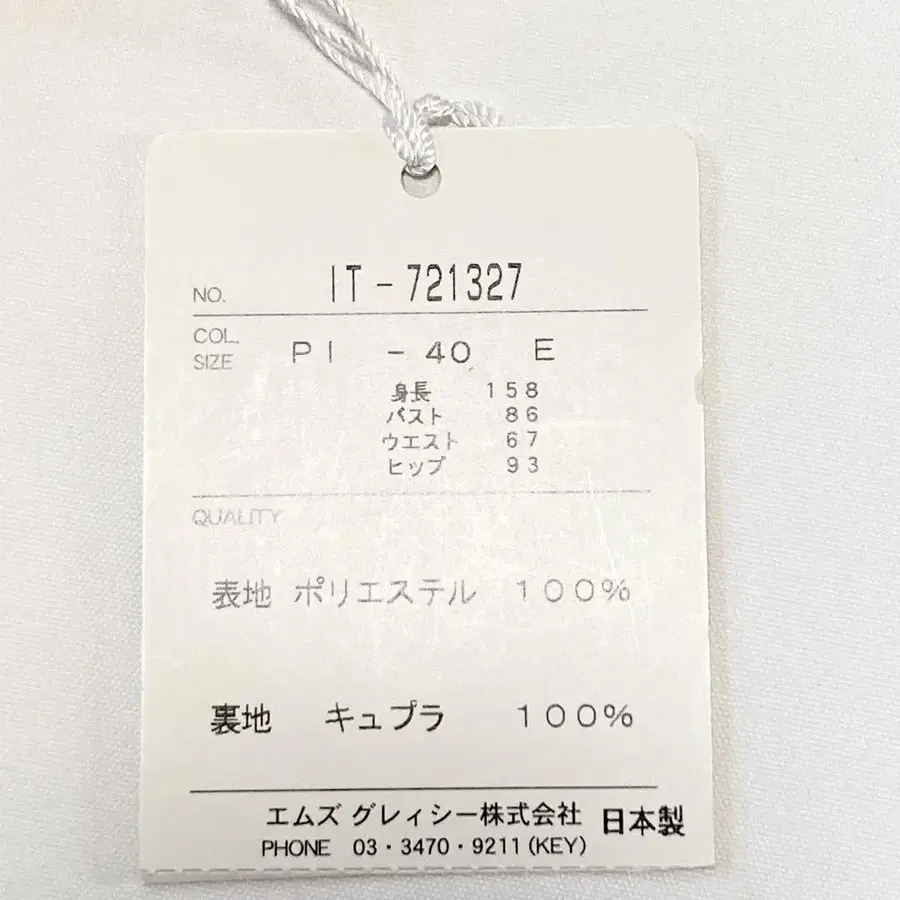 NO. IT-721327
COL.
SIZE PI -40 E
身長 158
バスト 86
ウエスト 67
ヒップ 93
QUALITY
表地 ポリエステル 100%
裏地 キュプラ 100%
エムズ グレィシー株式会社 日本製
PHONE 03・3470・9211(KEY)